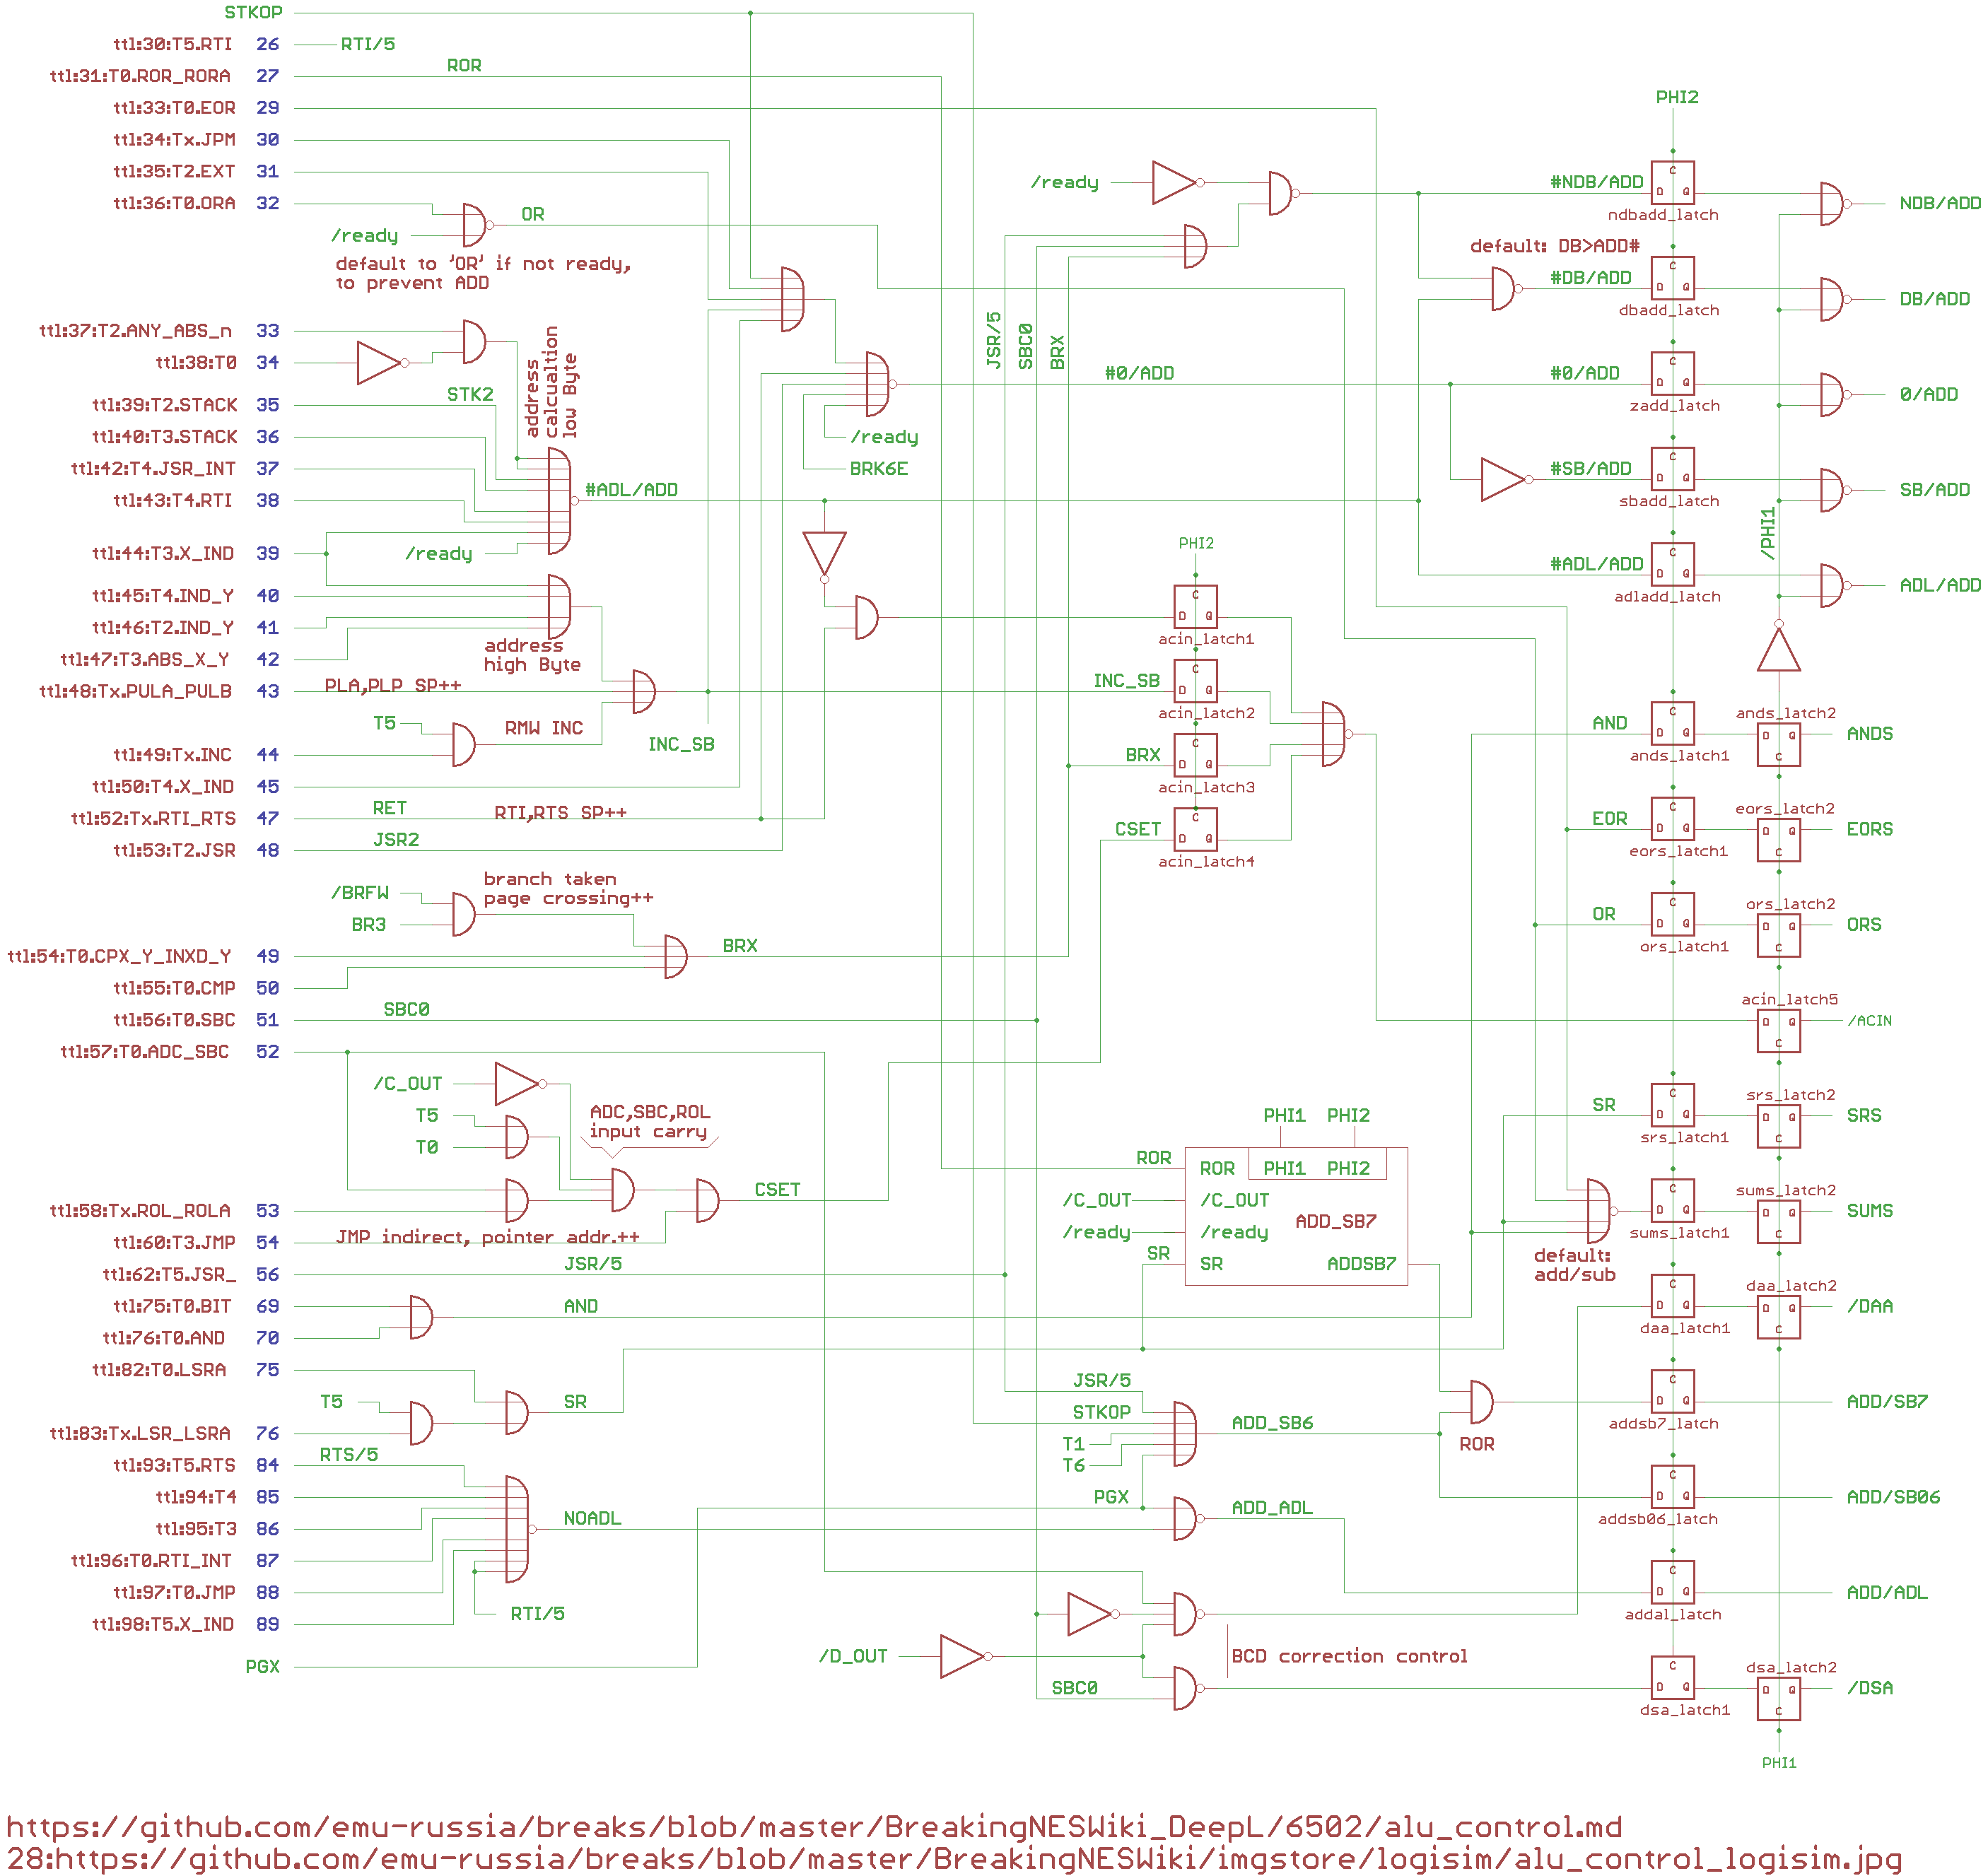 STKOP
ttl:30:T5.RTI 26 RTI/5
ttl:31:T0.ROR_RORA 27 ROR
ttl:33:T0.EOR 29
ttl:34:Tx.JPM 30
ttl:35:T2.EXT 31
ttl:36:T0.ORA 32
/ready
OR
default to 'OR' if not ready,
to prevent ADD
ttl:37:T2.ANY_ABS_n 33
ttl:38:T0 34
ttl:39:T2.STACK 35 STK2
ttl:40:T3.STACK 36
ttl:42:T4.JSR_INT 37
ttl:43:T4.RTI 38
ttl:44:T3.X_IND 39 /ready
address
calcualtion
low Byte
#ADL/ADD
ttl:45:T4.IND_Y 40
ttl:46:T2.IND_Y 41
ttl:47:T3.ABS_X_Y 42
address
high Byte
ttl:48:Tx.PULA_PULB 43 PLA,PLP SP++
T5
RMW INC
INC_SB
ttl:49:Tx.INC 44
ttl:50:T4.X_IND 45
ttl:52:Tx.RTI_RTS 47 RET RTI,RTS SP++
ttl:53:T2.JSR 48 JSR2
/BRFW
BR3
branch taken
page crossing++
BRX
ttl:54:T0.CPX_Y_INXD_Y 49
ttl:55:T0.CMP 50
ttl:56:T0.SBC 51 SBC0
ttl:57:T0.ADC_SBC 52
/C_OUT
T5
T0
ADC,SBC,ROL
input carry
CSET
ttl:58:Tx.ROL_ROLA 53
ttl:60:T3.JMP 54 JMP indirect, pointer addr.++
ttl:62:T5.JSR_ 56 JSR/5
ttl:75:T0.BIT 69 AND
ttl:76:T0.AND 70
ttl:82:T0.LSRA 75
T5
SR
ttl:83:Tx.LSR_LSRA 76
ttl:93:T5.RTS 84 RTS/5
ttl:94:T4 85
ttl:95:T3 86 NOADL
ttl:96:T0.RTI_INT 87
ttl:97:T0.JMP 88
ttl:98:T5.X_IND 89 RTI/5
PGX
/ready
BRK6E
/ready
JSR/5
SBC0
BRX
#0/ADD
PHI2
C
D Q
acin_latch1
INC_SB
C
D Q
acin_latch2
BRX
C
D Q
acin_latch3
CSET
C
D Q
acin_latch4
PHI1 PHI2
ROR
ROR PHI1 PHI2
/C_OUT /C_OUT
ADD_SB7
/ready /ready
SR
SR ADDSB7
JSR/5
STKOP
T1
T6
ADD_SB6
ROR
PGX
ADD_ADL
/D_OUT
SBC0
BCD correction control
PHI2
#NDB/ADD
C
D Q
ndbadd_latch
NDB/ADD
default: DB>ADD#
#DB/ADD
C
D Q
dbadd_latch
DB/ADD
#0/ADD
C
D Q
zadd_latch
0/ADD
#SB/ADD
C
D Q
sbadd_latch
SB/ADD
/PHI1
#ADL/ADD
C
D Q
adladd_latch
ADL/ADD
AND
C
D Q
ands_latch1
ands_latch2
D Q
C
ANDS
EOR
C
D Q
eors_latch1
eors_latch2
D Q
C
EORS
OR
C
D Q
ors_latch1
ors_latch2
D Q
C
ORS
acin_latch5
D Q
C
/ACIN
SR
C
D Q
srs_latch1
srs_latch2
D Q
C
SRS
default:
add/sub
C
D Q
sums_latch1
sums_latch2
D Q
C
SUMS
C
D Q
daa_latch1
daa_latch2
D Q
C
/DAA
C
D Q
addsb7_latch
ADD/SB7
C
D Q
addsb06_latch
ADD/SB06
C
D Q
addal_latch
ADD/ADL
C
D Q
dsa_latch1
dsa_latch2
D Q
C
/DSA
PHI1
https://github.com/emu-russia/breaks/blob/master/BreakingNESWiki_DeepL/6502/alu_control.md
28:https://github.com/emu-russia/breaks/blob/master/BreakingNESWiki/imgstore/logisim/alu_control_logisim.jpg